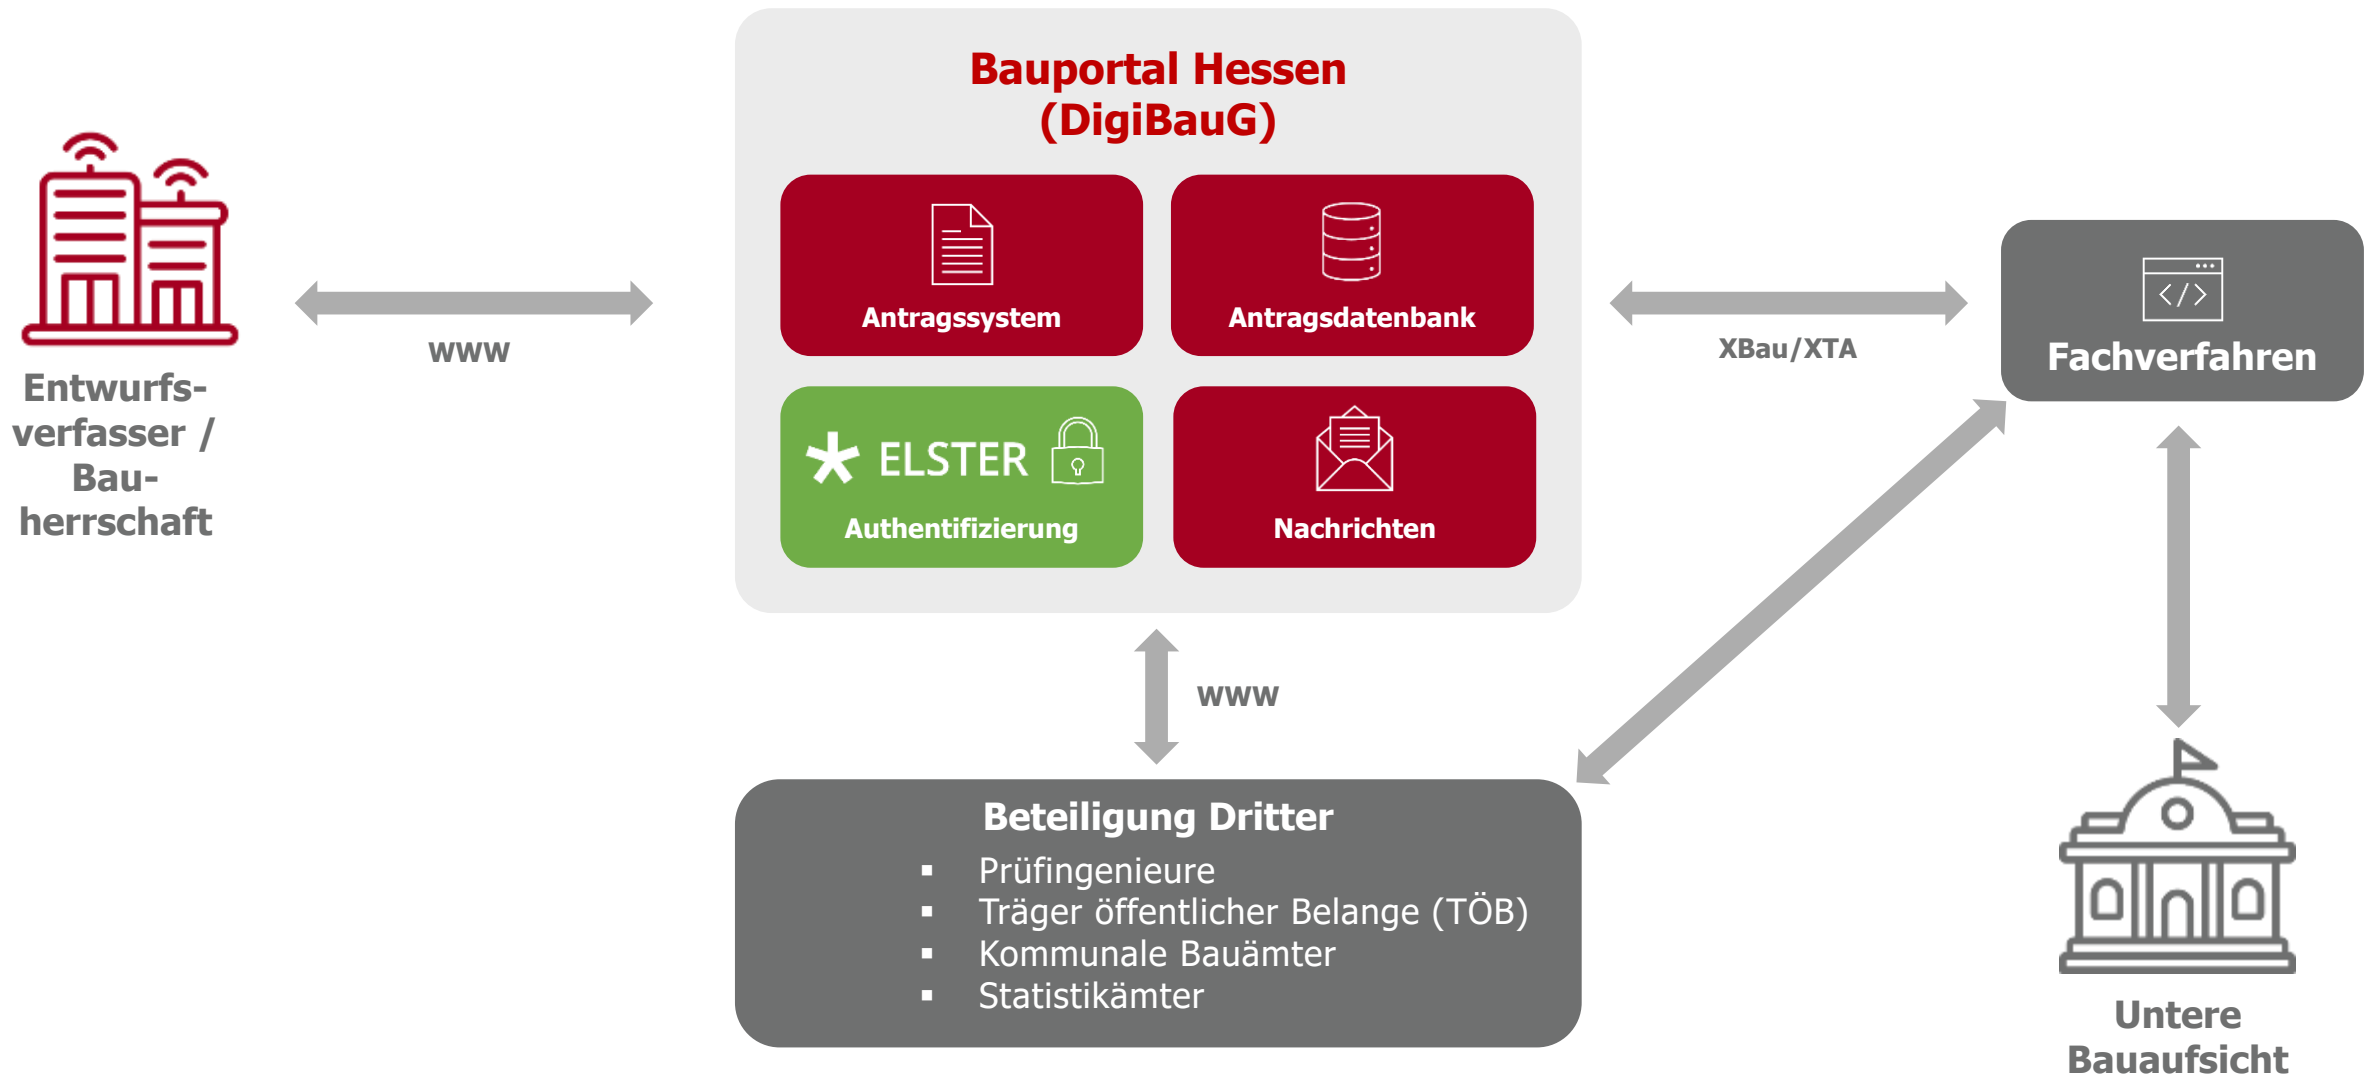 Bauportal Hessen
(DigiBauG)
Antragssystem
Antragsdatenbank
ELSTER
Authentifizierung
Nachrichten
Entwurfs-
verfasser /
Bau-
herrschaft
www
XBau/XTA
</>
Fachverfahren
www
Beteiligung Dritter
▪ Prüfingenieure
▪ Träger öffentlicher Belange (TÖB)
▪ Kommunale Bauämter
▪ Statistikämter
Untere
Bauaufsicht